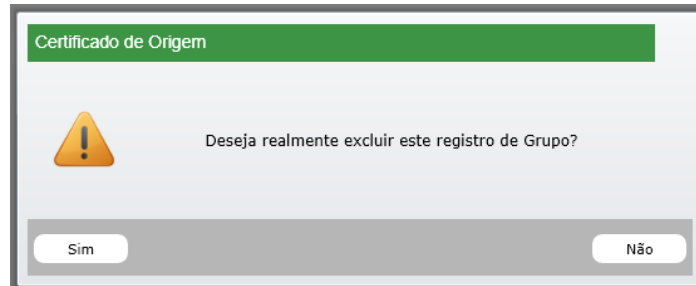 Certificado de Origem
Deseja realmente excluir este registro de Grupo?
Sim
Não